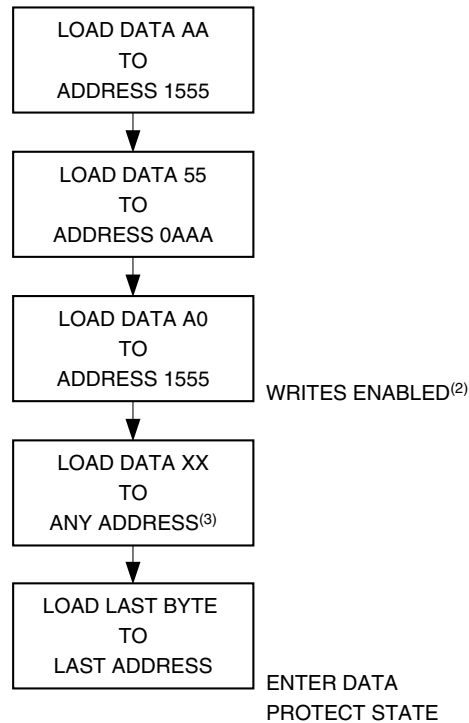 LOAD DATA AA
TO
ADDRESS 1555
LOAD DATA 55
TO
ADDRESS 0AAA
LOAD DATA A0
TO
ADDRESS 1555
WRITES ENABLED(2)
LOAD DATA XX
TO
ANY ADDRESS(3)
LOAD LAST BYTE
TO
LAST ADDRESS
ENTER DATA
PROTECT STATE